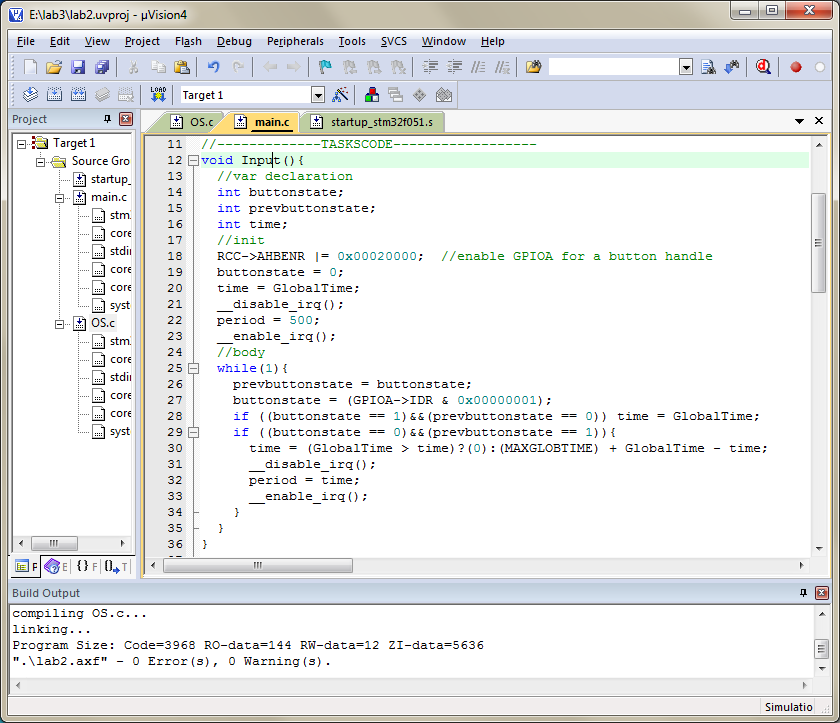 E:\lab3\lab2.uvproj - µVision4
File Edit View Project Flash Debug Peripherals Tools SVCS Window Help
LOAD Target 1
Project
OS.c main.c startup_stm32f051.s
Target 1
Source Gro
startup_
main.c
stm
core
stdi
core
core
syst
OS.c
stm
core
stdi
core
core
syst
11 //-------------TASKSCODE------------------
12 void Input(){
13 //var declaration
14 int buttonstate;
15 int prevbuttonstate;
16 int time;
17 //init
18 RCC->AHBENR |= 0x00020000; //enable GPIOA for a button handle
19 buttonstate = 0;
20 time = GlobalTime;
21 __disable_irq();
22 period = 500;
23 __enable_irq();
24 //body
25 while(1){
26 prevbuttonstate = buttonstate;
27 buttonstate = (GPIOA->IDR & 0x00000001);
28 if ((buttonstate == 1)&&(prevbuttonstate == 0)) time = GlobalTime;
29 if ((buttonstate == 0)&&(prevbuttonstate == 1)){
30 time = (GlobalTime > time)?(0):(MAXGLOBTIME) + GlobalTime - time;
31 __disable_irq();
32 period = time;
33 __enable_irq();
34 }
35 }
36 }
P E {} F 0 T
Build Output
compiling OS.c...
linking...
Program Size: Code=3968 RO-data=144 RW-data=12 ZI-data=5636
".\lab2.axf" - 0 Error(s), 0 Warning(s).
Simulatio